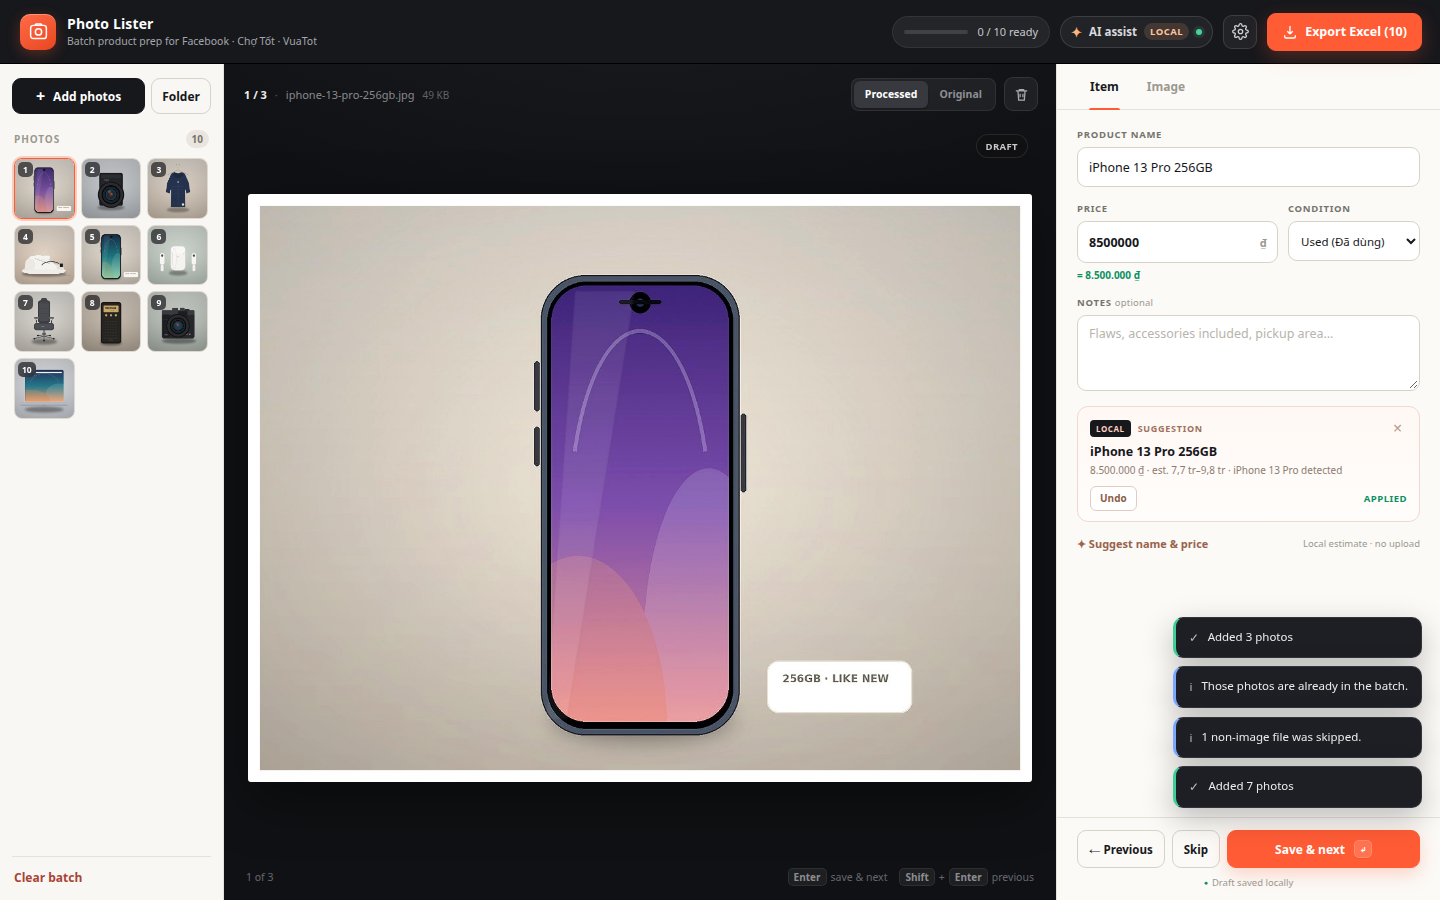 Photo Lister
Batch product prep for Facebook · Chợ Tốt · VuaTot
0 / 10 ready
AI assist LOCAL
Export Excel (10)
+ Add photos
Folder
PHOTOS
10
1
2
3
4
5
6
7
8
9
10
Clear batch
1 / 3 · iphone-13-pro-256gb.jpg 49 KB
Processed
Original
DRAFT
256GB · LIKE NEW
1 of 3
Enter save & next Shift + Enter previous
Item
Image
PRODUCT NAME
iPhone 13 Pro 256GB
PRICE
CONDITION
8500000 ₫
Used (Đã dùng)
= 8.500.000 ₫
NOTES optional
Flaws, accessories included, pickup area...
LOCAL SUGGESTION
iPhone 13 Pro 256GB
8.500.000 ₫ · est. 7,7 tr–9,8 tr · iPhone 13 Pro detected
Undo
APPLIED
Suggest name & price
Local estimate · no upload
Added 3 photos
Those photos are already in the batch.
1 non-image file was skipped.
Added 7 photos
← Previous
Skip
Save & next
Draft saved locally